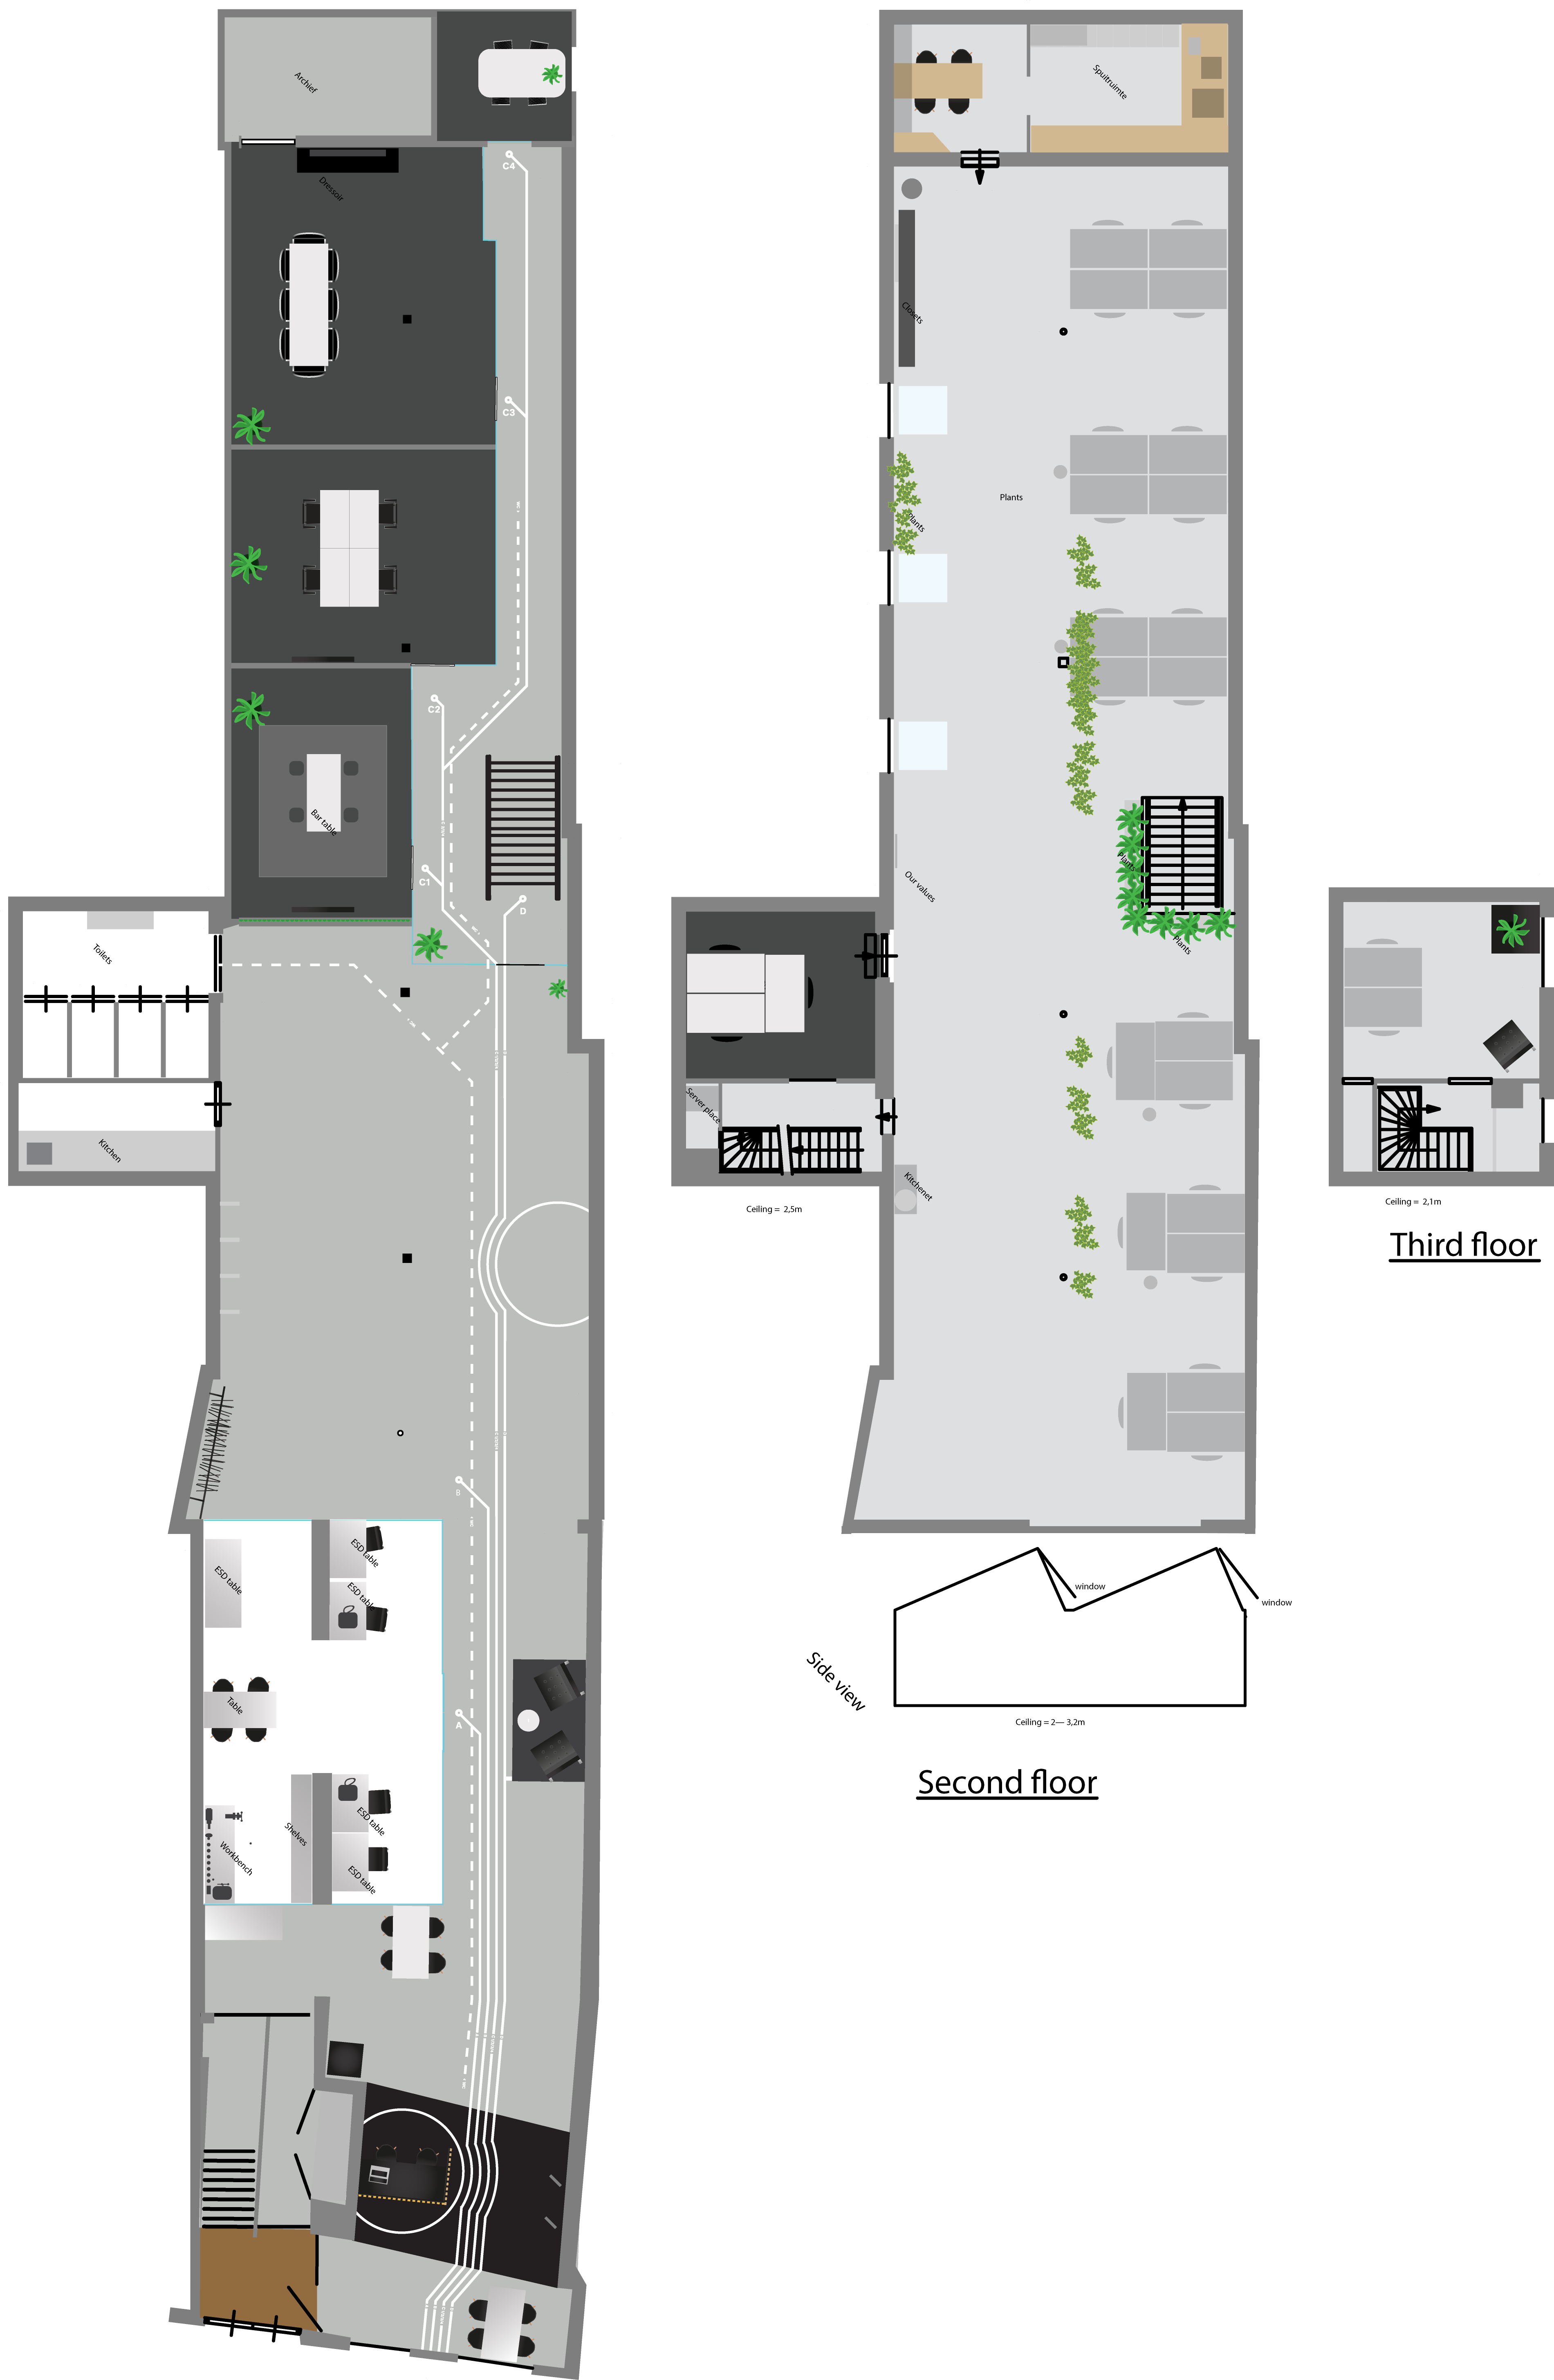 Archief
C4
Dressoir
C3
C2
Bar table
C1
D
Toilets
Kitchen
B
ESD table
ESD table
ESD table
A
Table
ESD table
Shelves
Workbench
ESD table
Spuitruimte
Closets
Plants
Plants
Plants
Our values
Plants
Server place
Kitchenet
Ceiling = 2,5m
window
window
Side view
Ceiling = 2— 3,2m
Second floor
Ceiling = 2,1m
Third floor